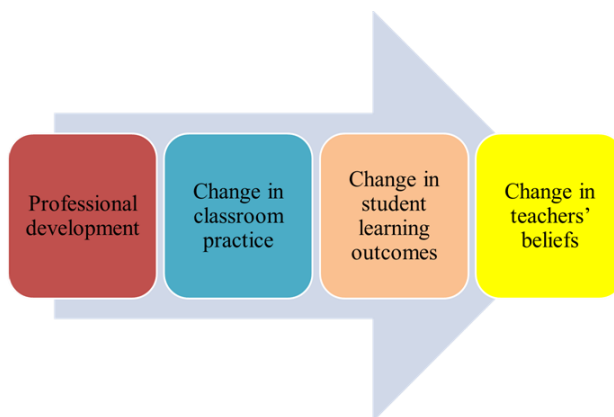 Professional
development
Change in
classroom
practice
Change in
student
learning
outcomes
Change in
teachers’
beliefs